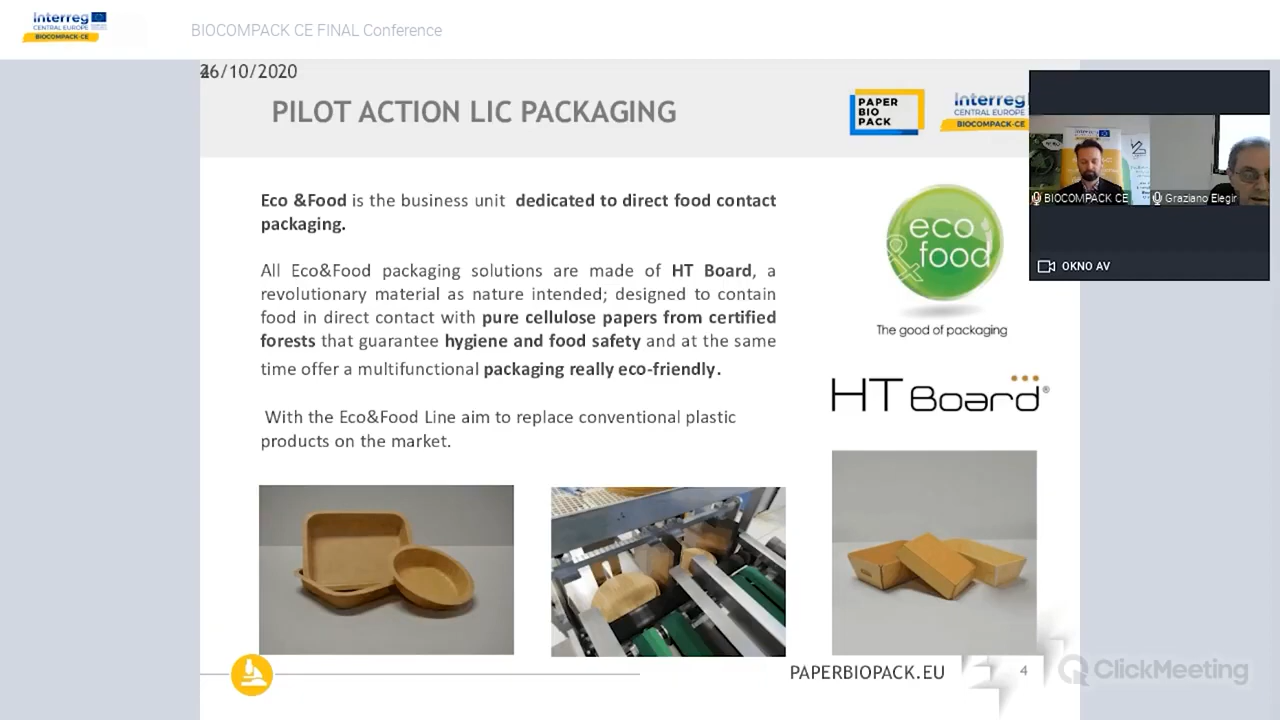 Interreg
CENTRAL EUROPE
BIOCOMPACK-CE
BIOCOMPACK CE FINAL Conference
26/10/2020
PILOT ACTION LIC PACKAGING
PAPER
BIO
PACK
Interreg
CENTRAL EUROPE
BIOCOMPACK-CE
BIOCOMPACK CE
Graziano Elegir
OKNO AV
Eco &Food is the business unit dedicated to direct food contact
packaging.
All Eco&Food packaging solutions are made of HT Board, a
revolutionary material as nature intended; designed to contain
food in direct contact with pure cellulose papers from certified
forests that guarantee hygiene and food safety and at the same
time offer a multifunctional packaging really eco-friendly.
With the Eco&Food Line aim to replace conventional plastic
products on the market.
eco
& food
The good of packaging
HT Board®
PAPERBIOPACK.EU
4
ClickMeeting